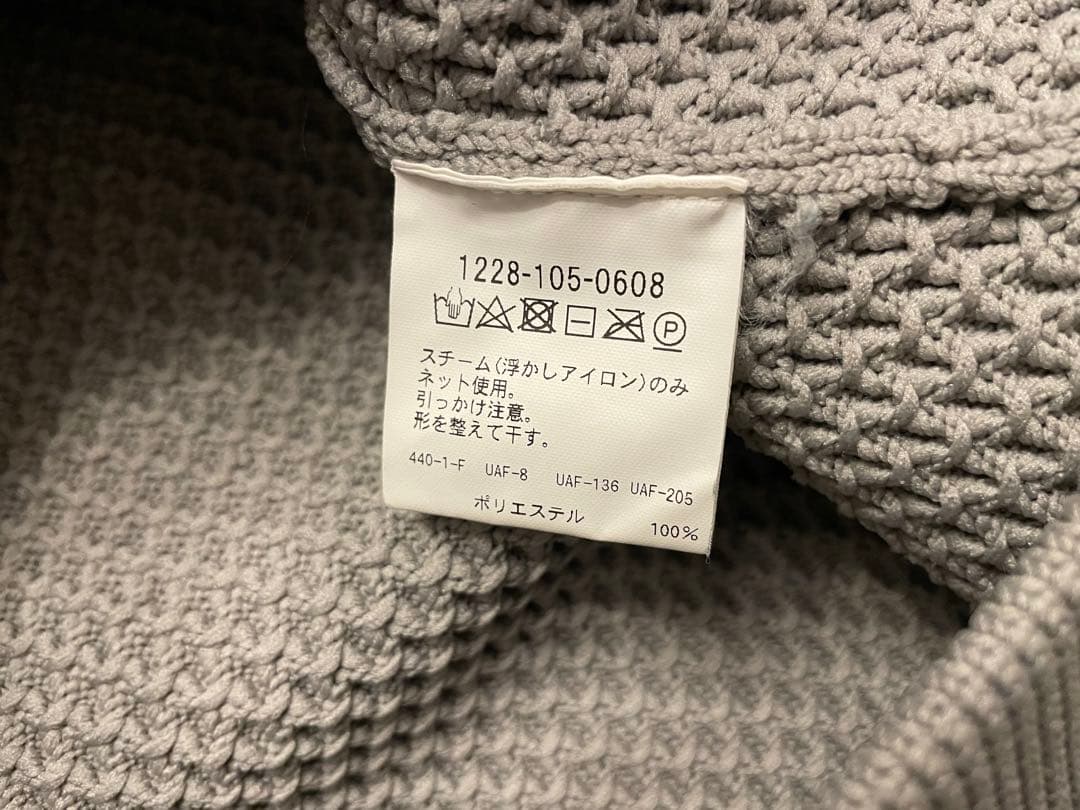 1228-105-0608
P
スチーム(浮かしアイロン)のみ
ネット使用。
引っかけ注意。
形を整えて干す。
440-1-F UAF-8 UAF-136 UAF-205
ポリエステル 100%